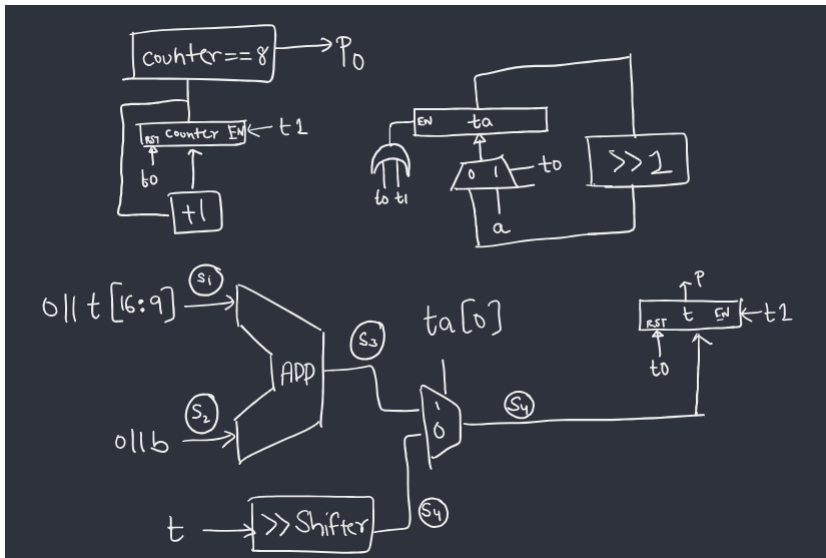 counter==8
P0
RST counter EN
t1
t0
+1
EN ta
0 1
t0
t0 t1
a
>>1
0||t[16:9]
S1
ADD
0||b
S2
S3
ta[0]
1
0
S4
t
>>Shifter
S4
P
RST t EN
t1
t0